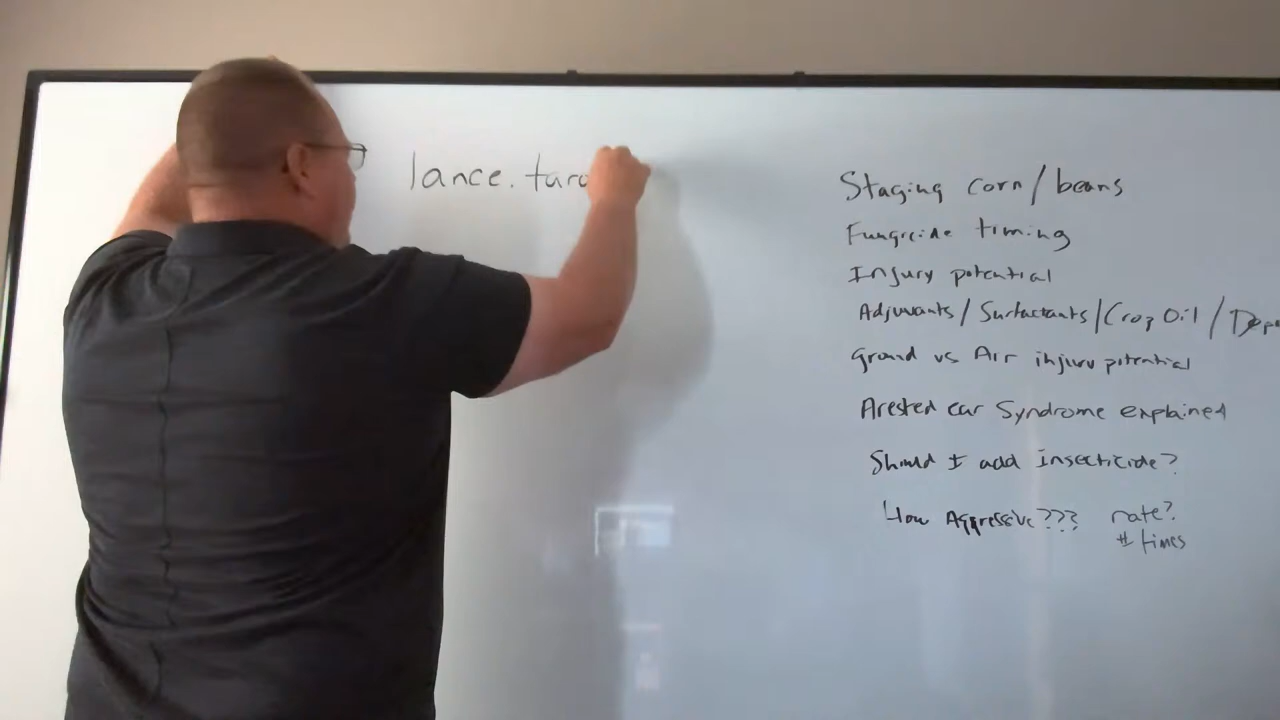 lance.
Staging corn/beans
Fungicide timing
Injury potential
Adjuvants/Surfactants/Crop Oil/
Ground vs Air injury potential
Arested ear Syndrome explained
Should I add Insecticide?
How Aggressive??? rate?
# times